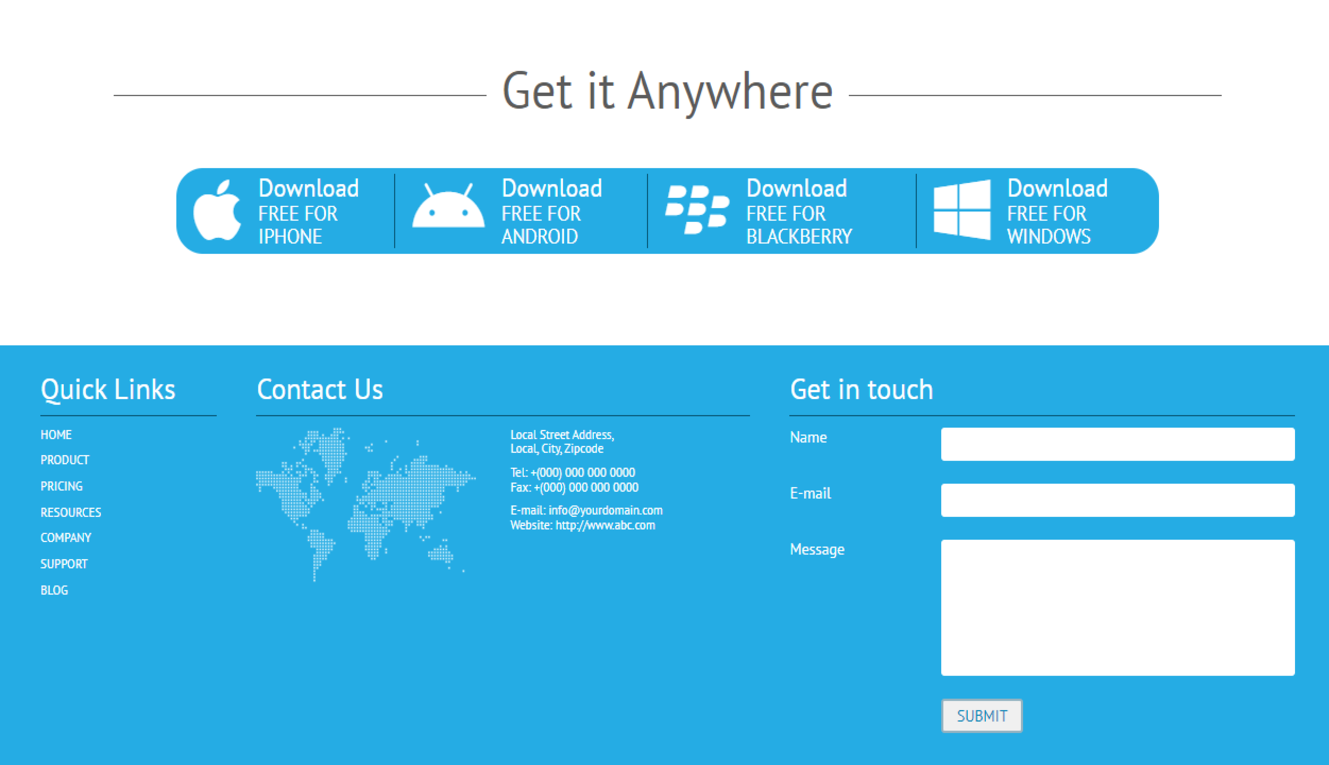 Get it Anywhere
Download
FREE FOR
IPHONE
Download
FREE FOR
ANDROID
Download
FREE FOR
BLACKBERRY
Download
FREE FOR
WINDOWS
Quick Links
HOME
PRODUCT
PRICING
RESOURCES
COMPANY
SUPPORT
BLOG
Contact Us
Local Street Address,
Local, City, Zipcode
Tel: +(000) 000 000 0000
Fax: +(000) 000 000 0000
E-mail: info@yourdomain.com
Website: http://www.abc.com
Get in touch
Name
E-mail
Message
SUBMIT